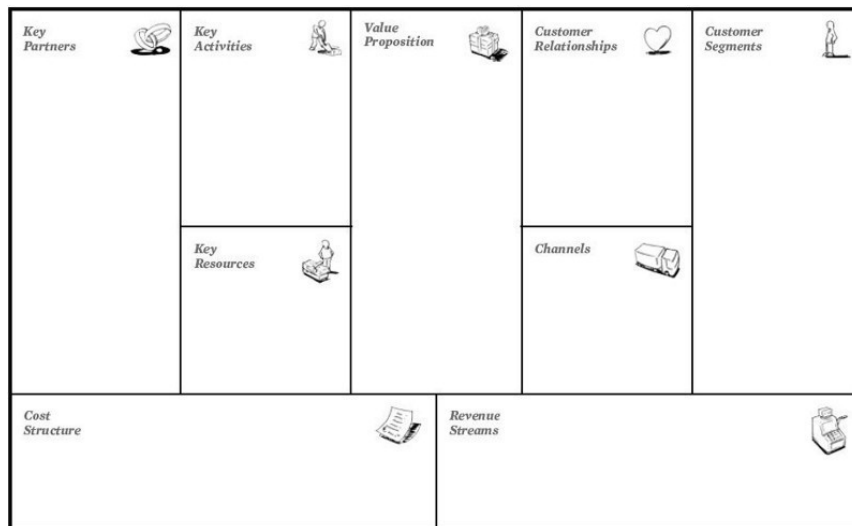 Key
Partners
Key
Activities
Value
Proposition
Customer
Relationships
Customer
Segments
Key
Resources
Channels
Cost
Structure
Revenue
Streams